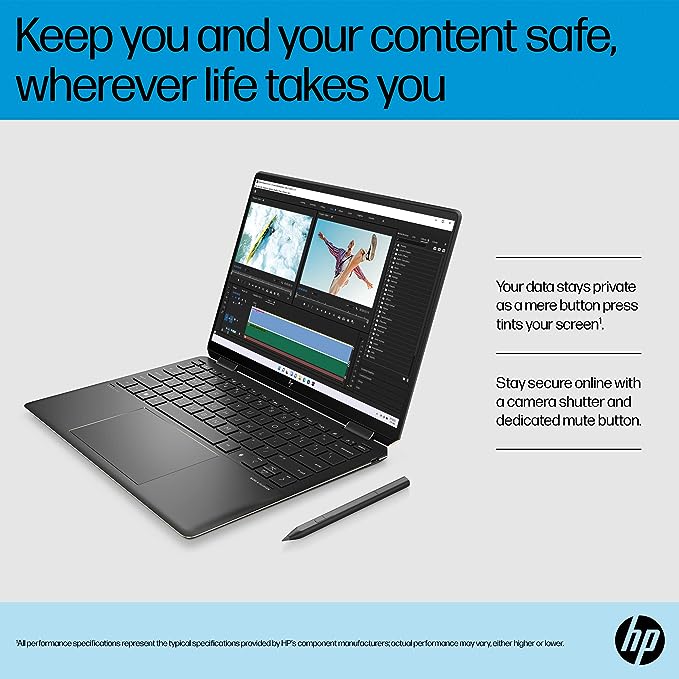 Keep you and your content safe,
wherever life takes you
Your data stays private
as a mere button press
tints your screen¹.
Stay secure online with
a camera shutter and
dedicated mute button.
¹All performance specifications represent the typical specifications provided by HP's component manufacturers; actual performance may vary, either higher or lower.
hp